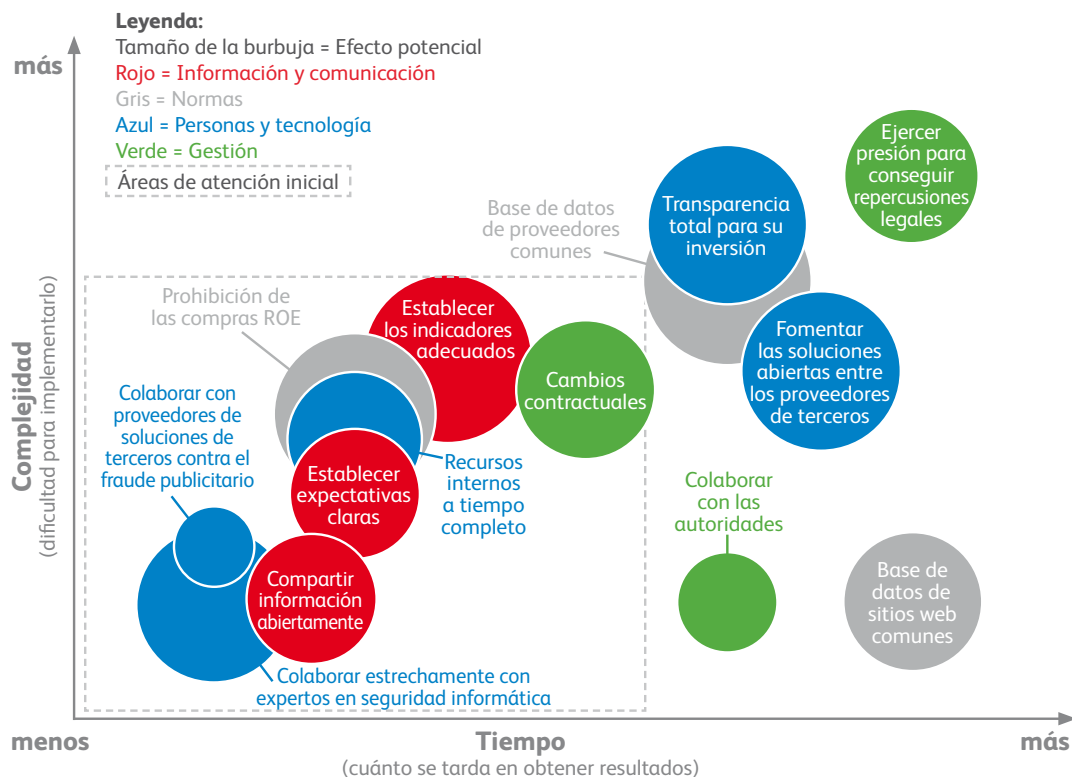 Leyenda:
Tamaño de la burbuja = Efecto potencial
Rojo = Información y comunicación
Gris = Normas
Azul = Personas y tecnología
Verde = Gestión
Áreas de atención inicial
más
Complejidad
(dificultad para implementarlo)
Ejercer
presión para
conseguir
repercusiones
legales
Transparencia
total para su
inversión
Base de datos
de proveedores
comunes
Prohibición de
las compras ROE
Establecer
los indicadores
adecuados
Cambios
contractuales
Fomentar
las soluciones
abiertas entre
los proveedores
de terceros
Colaborar con
proveedores de
soluciones de
terceros contra el
fraude publicitario
Establecer
expectativas
claras
Recursos
internos
a tiempo
completo
Colaborar
con las
autoridades
Compartir
información
abiertamente
Base de
datos de
sitios web
comunes
Colaborar estrechamente con
expertos en seguridad informática
menos
Tiempo
más
(cuánto se tarda en obtener resultados)